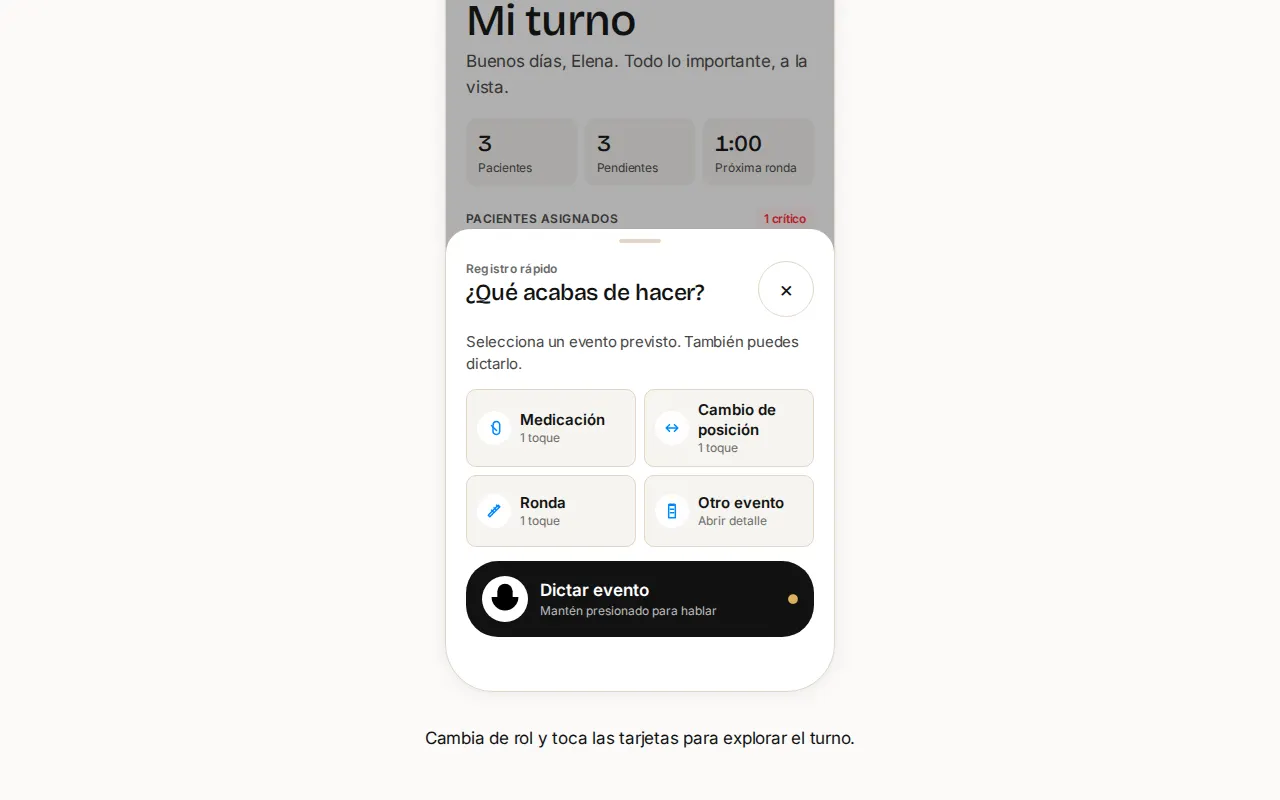 Mi turno
Buenos días, Elena. Todo lo importante, a la
vista.
3
Pacientes
3
Pendientes
1:00
Próxima ronda
PACIENTES ASIGNADOS
1 crítico
Registro rápido
¿Qué acabas de hacer?
Selecciona un evento previsto. También puedes
dictarlo.
Medicación
1 toque
Cambio de
posición
1 toque
Ronda
1 toque
Otro evento
Abrir detalle
Dictar evento
Mantén presionado para hablar
Cambia de rol y toca las tarjetas para explorar el turno.